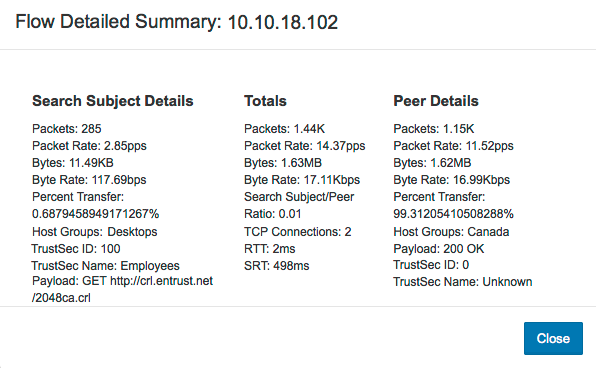 Flow Detailed Summary: 10.10.18.102
Search Subject Details
Packets: 285
Packet Rate: 2.85pps
Bytes: 11.49KB
Byte Rate: 117.69bps
Percent Transfer:
0.6879458949171267%
Host Groups: Desktops
TrustSec ID: 100
TrustSec Name: Employees
Payload: GET http://crl.entrust.net
/2048ca.crl
Totals
Packets: 1.44K
Packet Rate: 14.37pps
Bytes: 1.63MB
Byte Rate: 17.11Kbps
Search Subject/Peer
Ratio: 0.01
TCP Connections: 2
RTT: 2ms
SRT: 498ms
Peer Details
Packets: 1.15K
Packet Rate: 11.52pps
Bytes: 1.62MB
Byte Rate: 16.99Kbps
Percent Transfer:
99.31205410508288%
Host Groups: Canada
Payload: 200 OK
TrustSec ID: 0
TrustSec Name: Unknown
Close